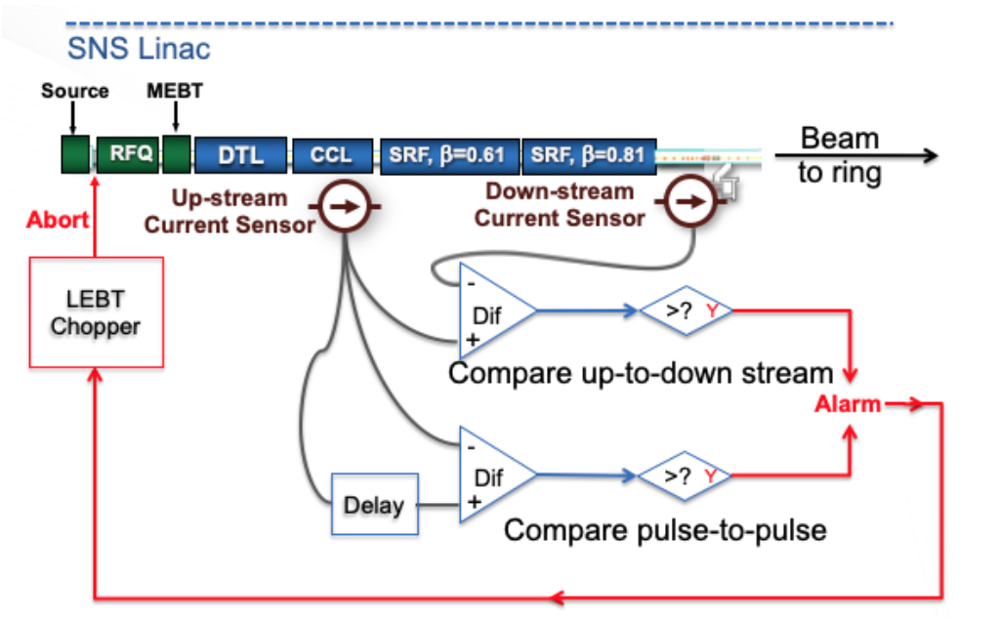 SNS Linac
Source
MEBT
RFQ
DTL
CCL
SRF, β=0.61
SRF, β=0.81
Beam
to ring
Up-stream
Current Sensor
Down-stream
Current Sensor
Abort
LEBT
Chopper
-
Dif
+
>? Y
Compare up-to-down stream
Alarm
-
Dif
+
>? Y
Delay
Compare pulse-to-pulse